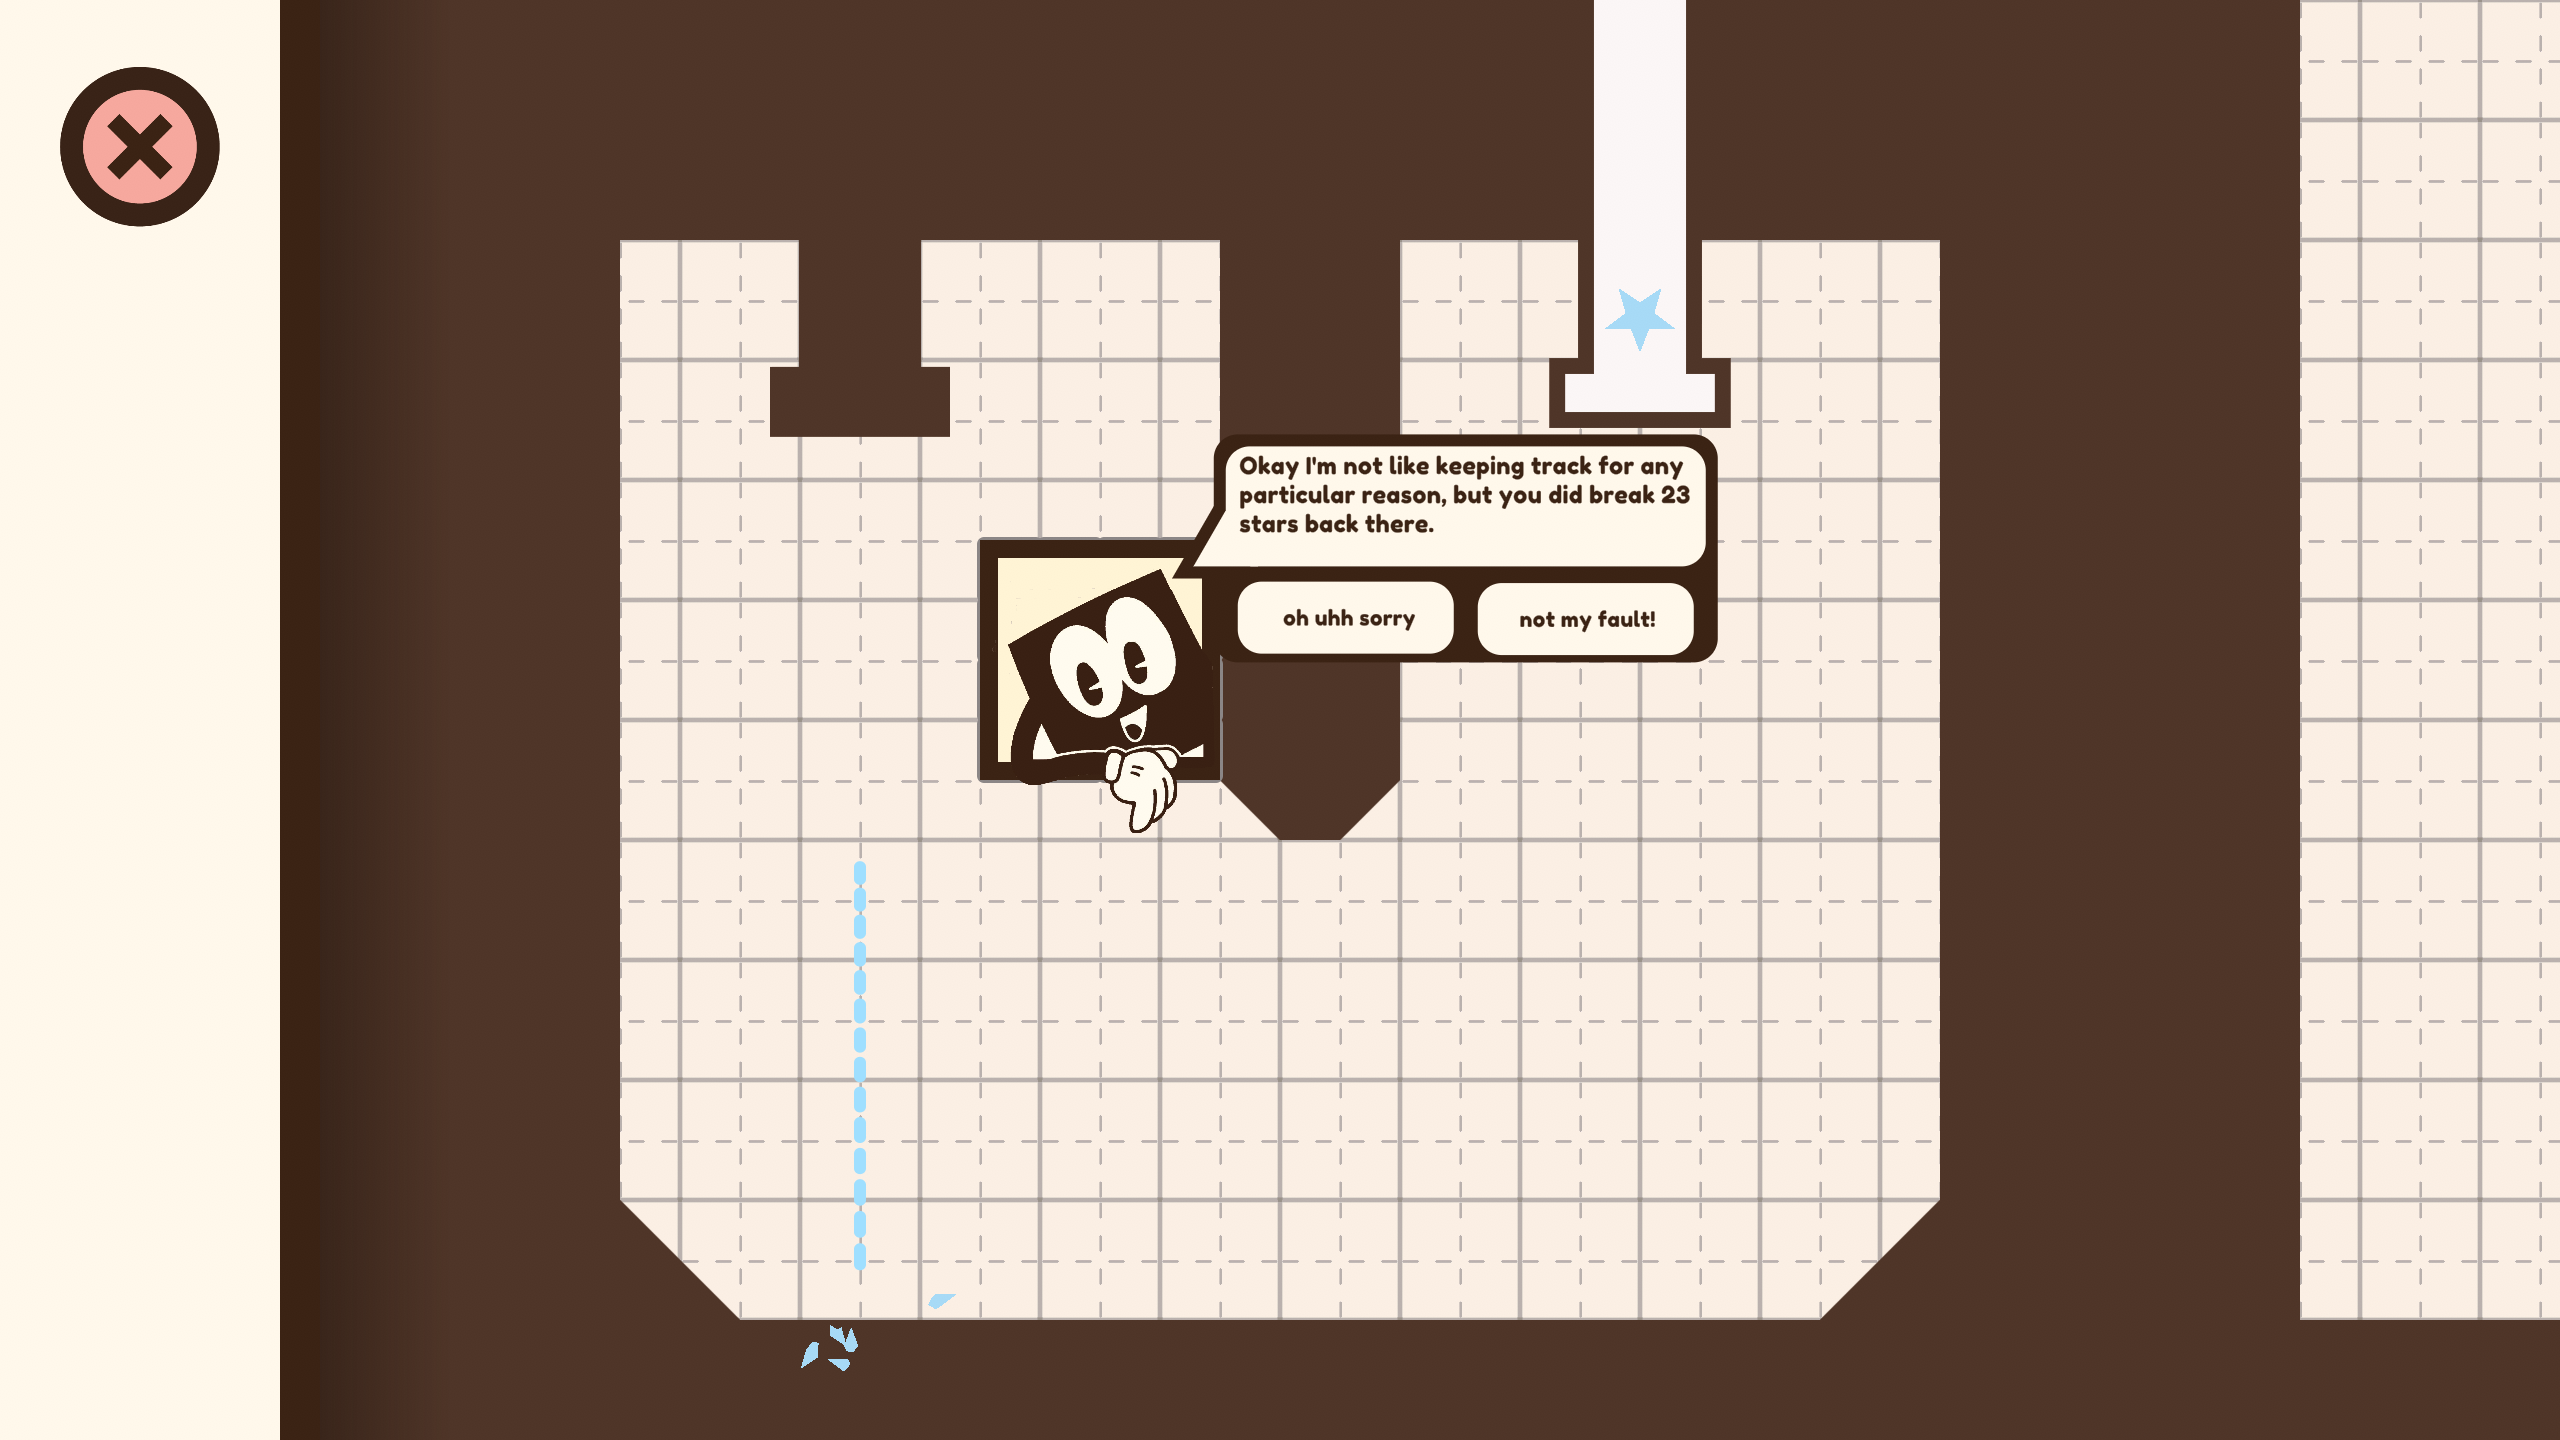 Okay I'm not like keeping track for any
particular reason, but you did break 23
stars back there.
oh uhh sorry
not my fault!